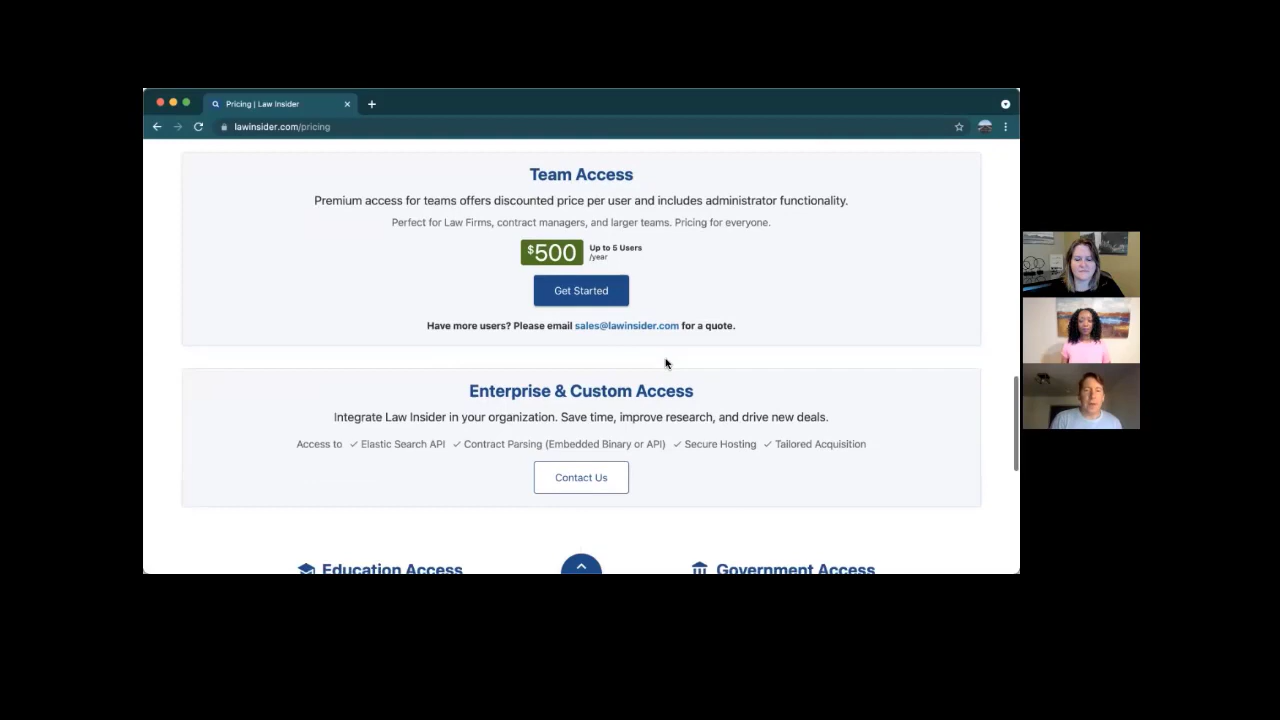 Pricing | Law Insider
lawinsider.com/pricing
Team Access
Premium access for teams offers discounted price per user and includes administrator functionality.
Perfect for Law Firms, contract managers, and larger teams. Pricing for everyone.
$500 Up to 5 Users
/year
Get Started
Have more users? Please email sales@lawinsider.com for a quote.
Enterprise & Custom Access
Integrate Law Insider in your organization. Save time, improve research, and drive new deals.
Access to ✓ Elastic Search API ✓ Contract Parsing (Embedded Binary or API) ✓ Secure Hosting ✓ Tailored Acquisition
Contact Us
Education Access
Government Access